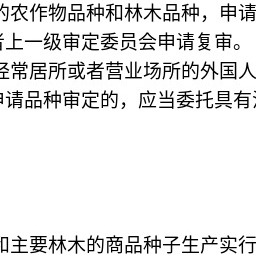 的农作物品种和林木品种，申请
者上一级审定委员会申请复审。
经常居所或者营业场所的外国人
申请品种审定的，应当委托具有
和主要林木的商品种子生产实行